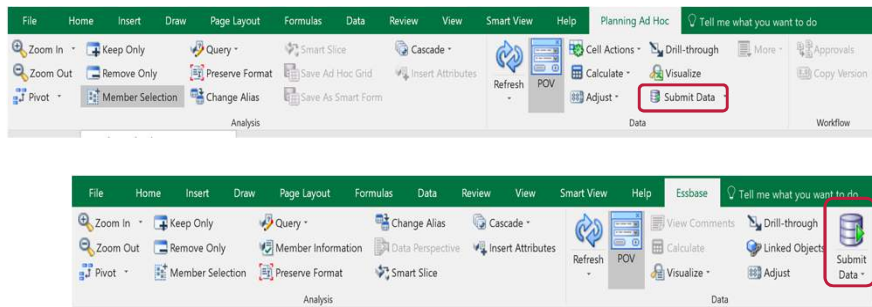 File Home Insert Draw Page Layout Formulas Data Review View Smart View Help Planning Ad Hoc Tell me what you want to do
Zoom In Keep Only Query Smart Slice Cascade Cell Actions Drill-through More Approvals
Zoom Out Remove Only Preserve Format Save Ad Hoc Grid Insert Attributes Refresh POV Calculate Visualize Copy Version
Pivot Member Selection Change Alias Save As Smart Form Adjust Submit Data
Analysis Data Workflow
File Home Insert Draw Page Layout Formulas Data Review View Smart View Help Essbase Tell me what you want to do
Zoom In Keep Only Query Change Alias Cascade View Comments Drill-through
Zoom Out Remove Only Member Information Data Perspective Insert Attributes Refresh POV Calculate Linked Objects Submit
Pivot Member Selection Preserve Format Smart Slice Visualize Adjust Data
Analysis Data